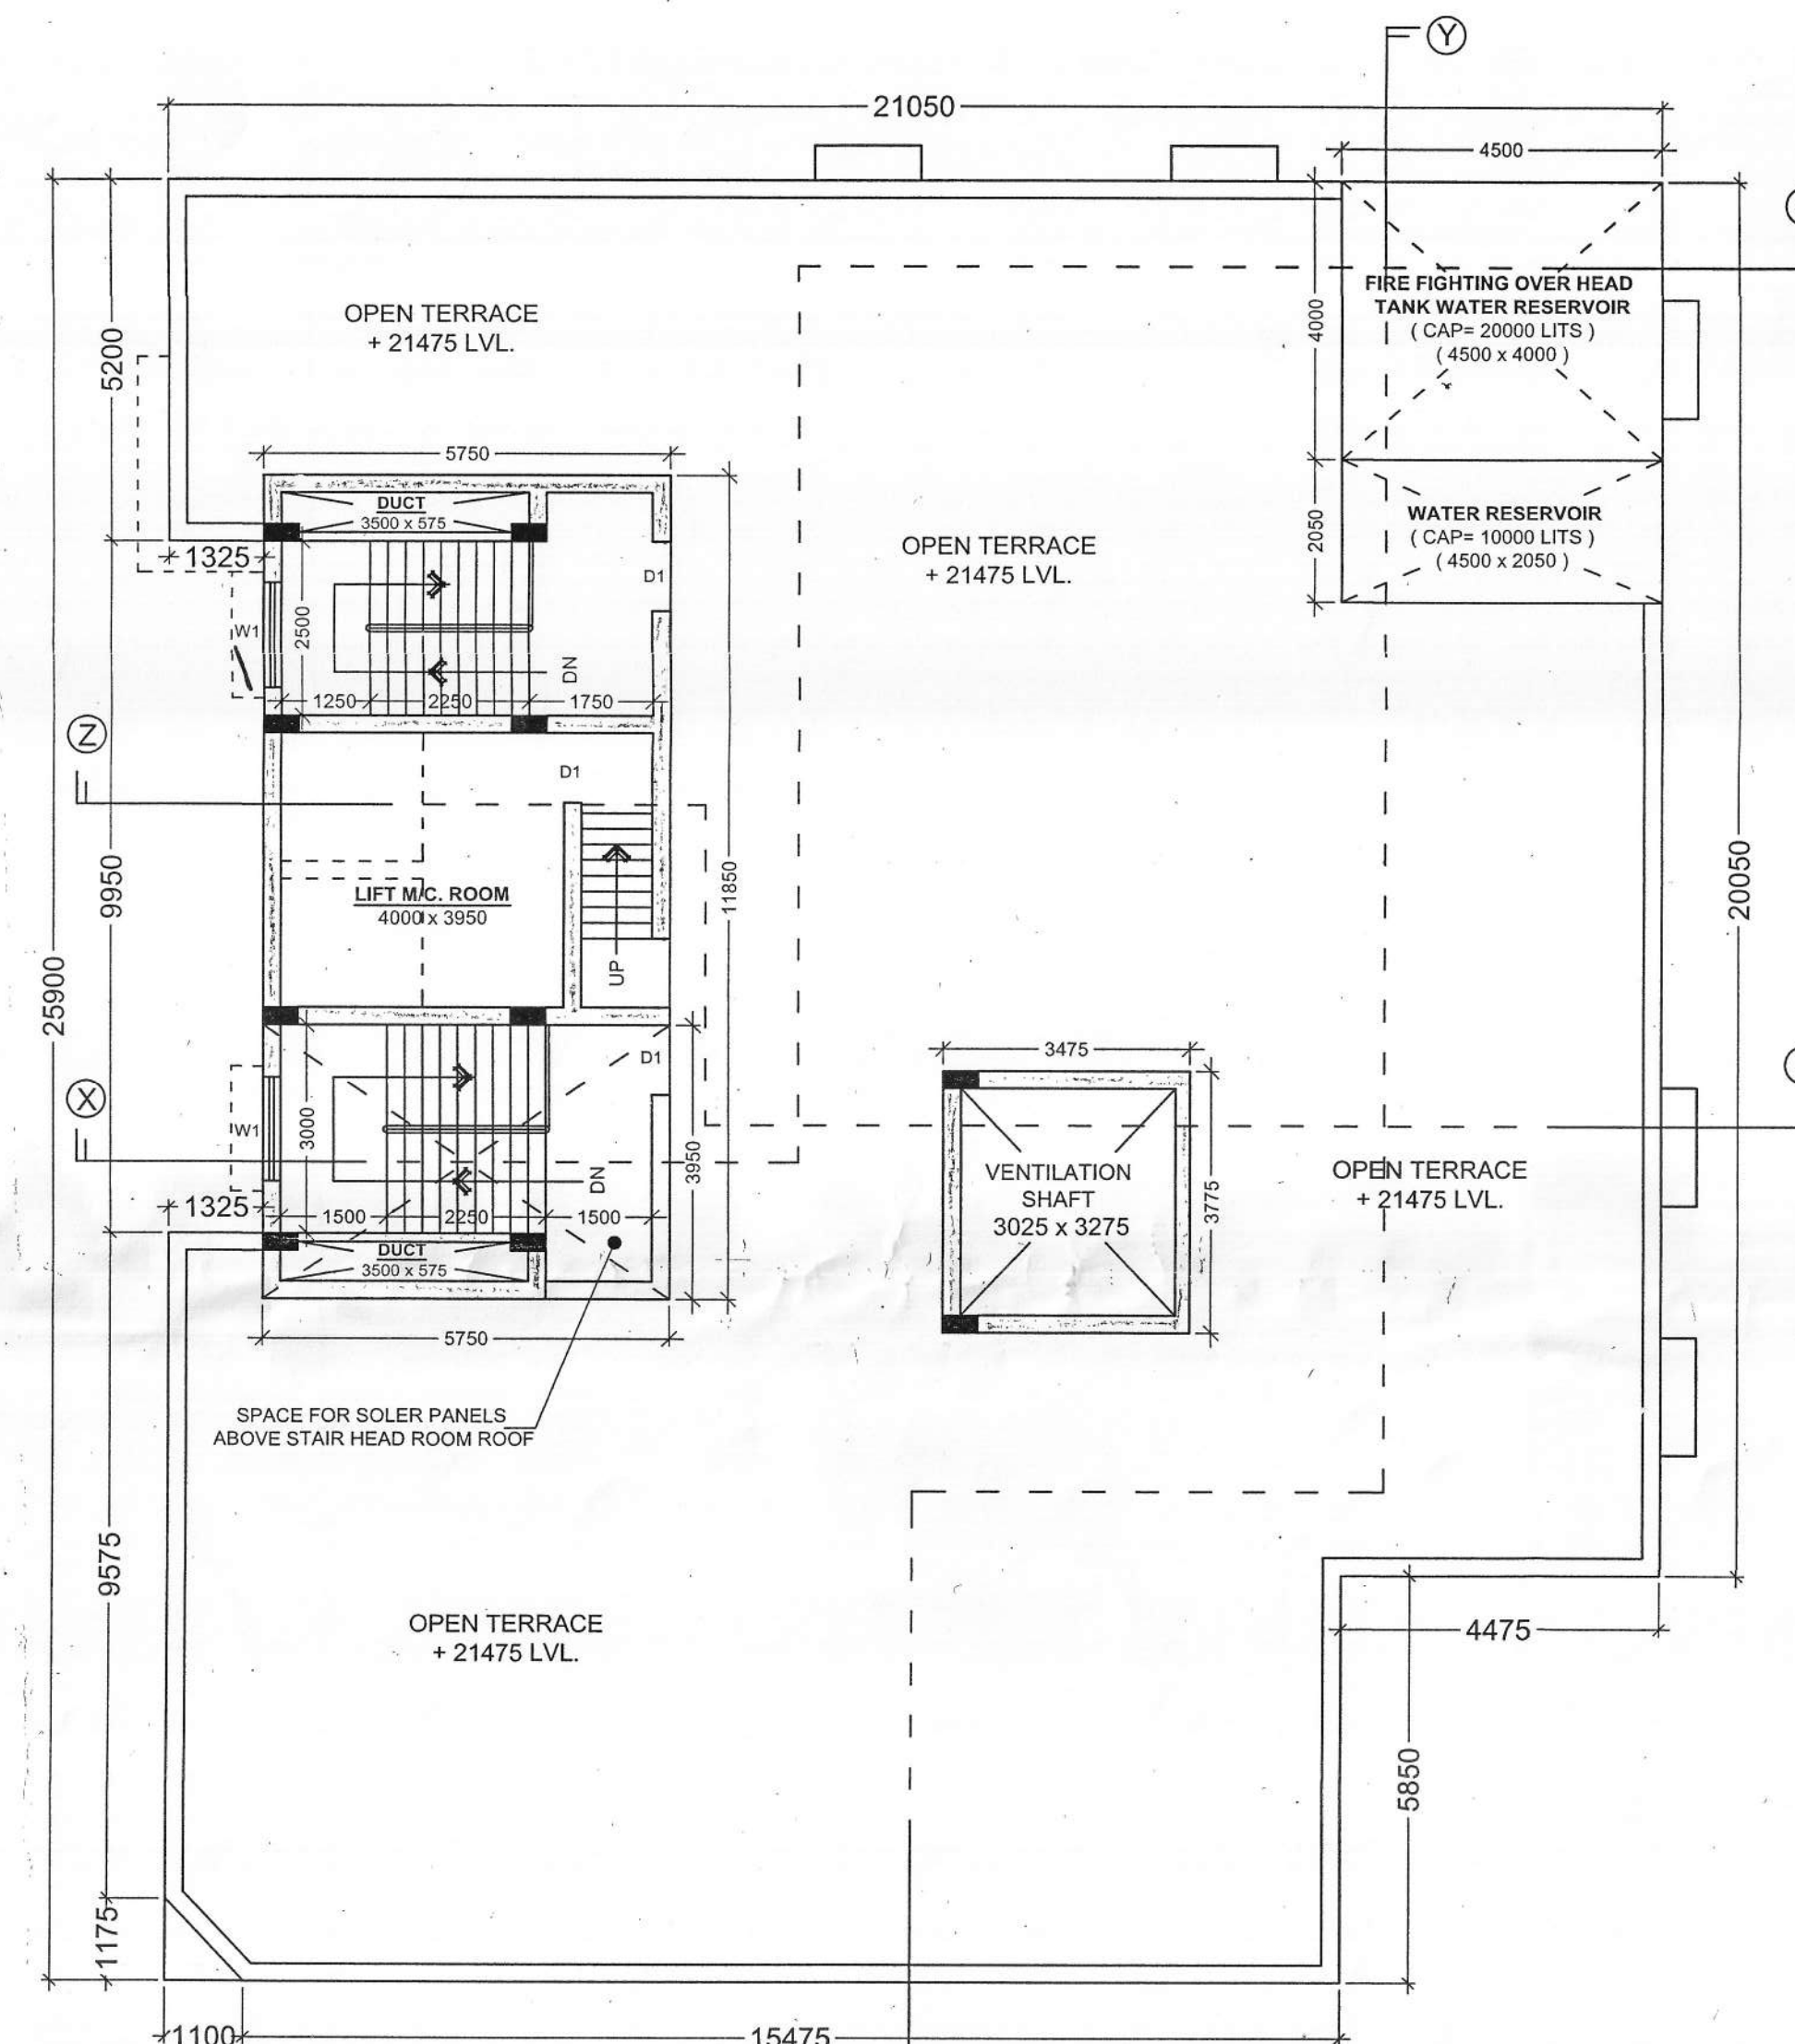 Y
21050
4500
OPEN TERRACE
+ 21475 LVL.
FIRE FIGHTING OVER HEAD
TANK WATER RESERVOIR
( CAP= 20000 LITS )
( 4500 x 4000 )
4000
5200
5750
DUCT
3500 x 575
WATER RESERVOIR
( CAP= 10000 LITS )
( 4500 x 2050 )
2050
OPEN TERRACE
+ 21475 LVL.
1325
D1
W1
2500
DN
1250
2250
1750
Z
D1
9950
LIFT M/C. ROOM
4000 x 3950
11850
20050
25900
UP
X
D1
3475
W1
3000
3950
DN
VENTILATION
SHAFT
3025 x 3275
3775
OPEN TERRACE
+ 21475 LVL.
1325
1500
2250
1500
DUCT
3500 x 575
5750
SPACE FOR SOLER PANELS
ABOVE STAIR HEAD ROOM ROOF
9575
OPEN TERRACE
+ 21475 LVL.
4475
5850
1175
1100
15475